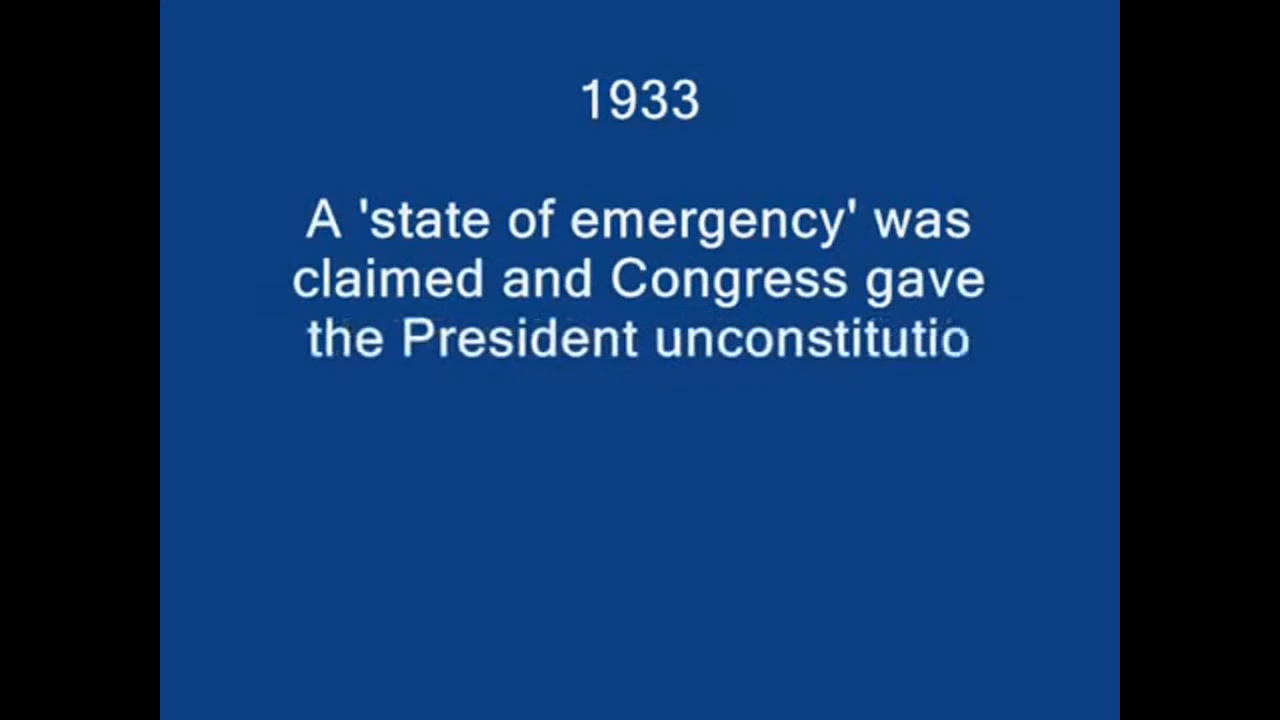 1933
A 'state of emergency' was
claimed and Congress gave
the President unconstitutio